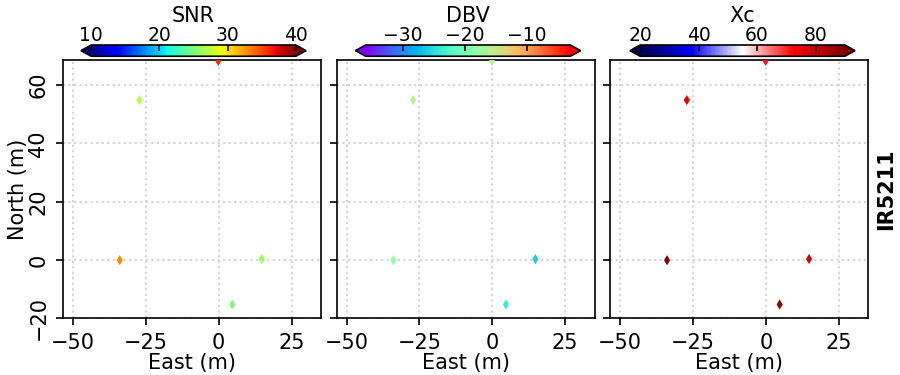 SNR DBV Xc
10 20 30 40 −30 −20 −10 20 40 60 80
60
40
20
0
−20
North (m)
−50 −25 0 25 −50 −25 0 25 −50 −25 0 25
East (m) East (m) East (m)
IR5211